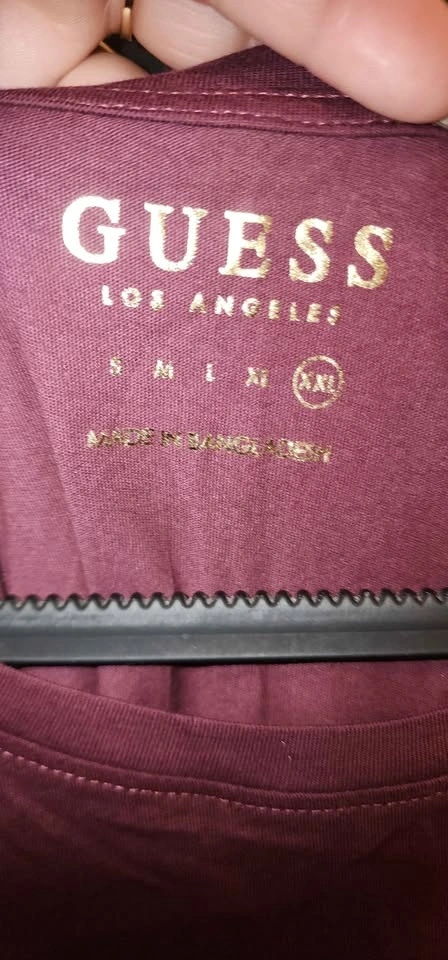 GUESS
LOS ANGELES
S M L XL XXL
MADE IN BANGLADESH